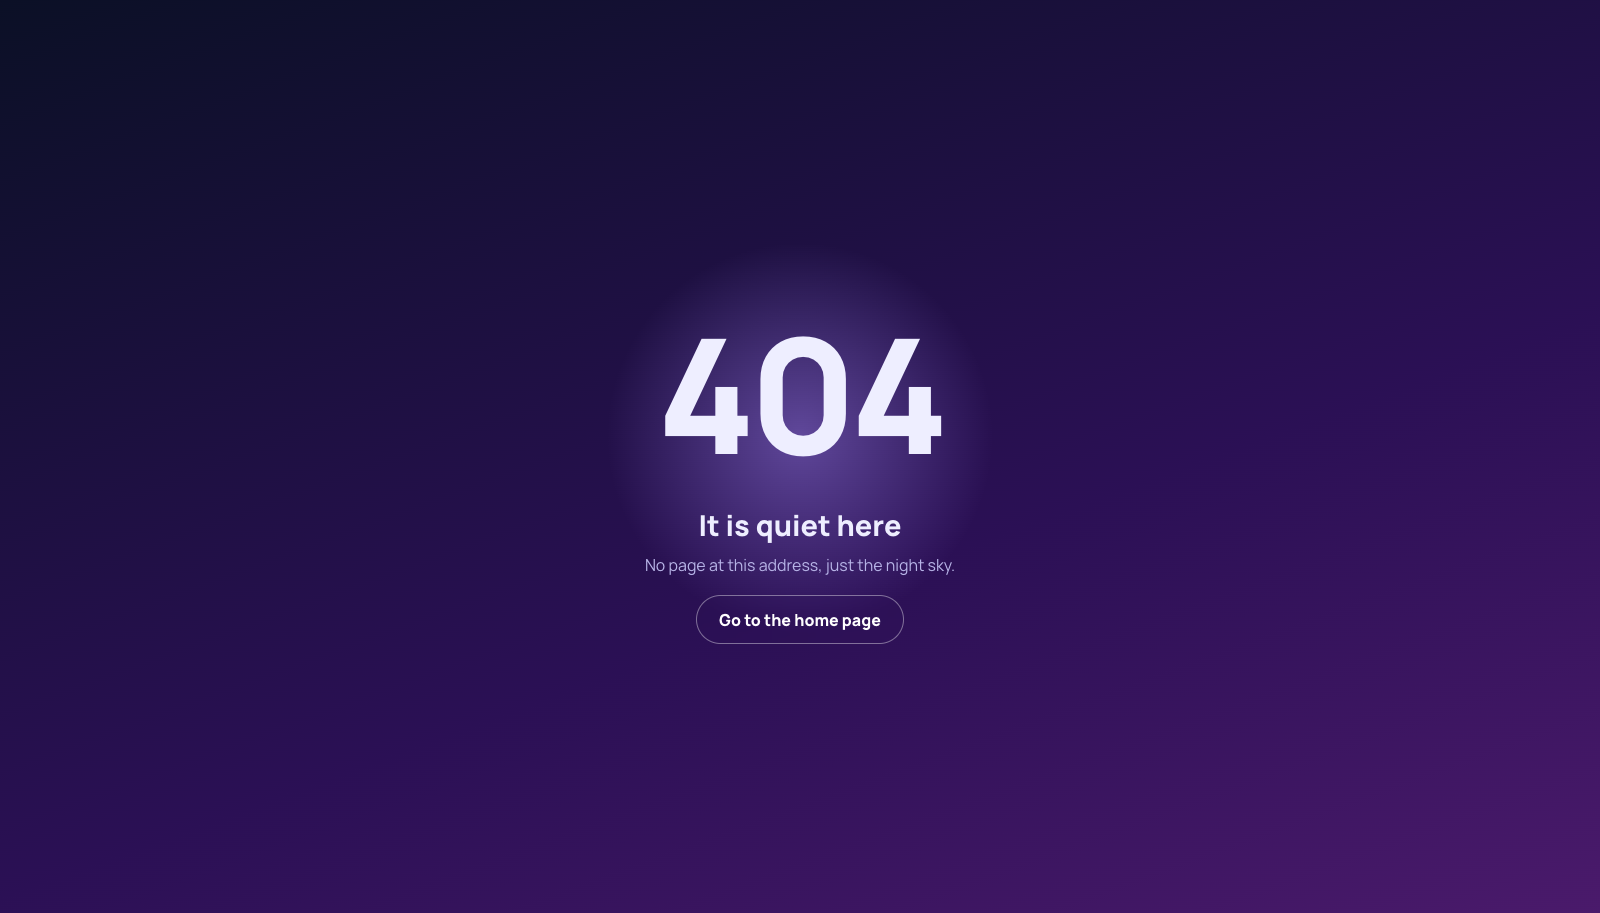 404
It is quiet here
No page at this address, just the night sky.
Go to the home page